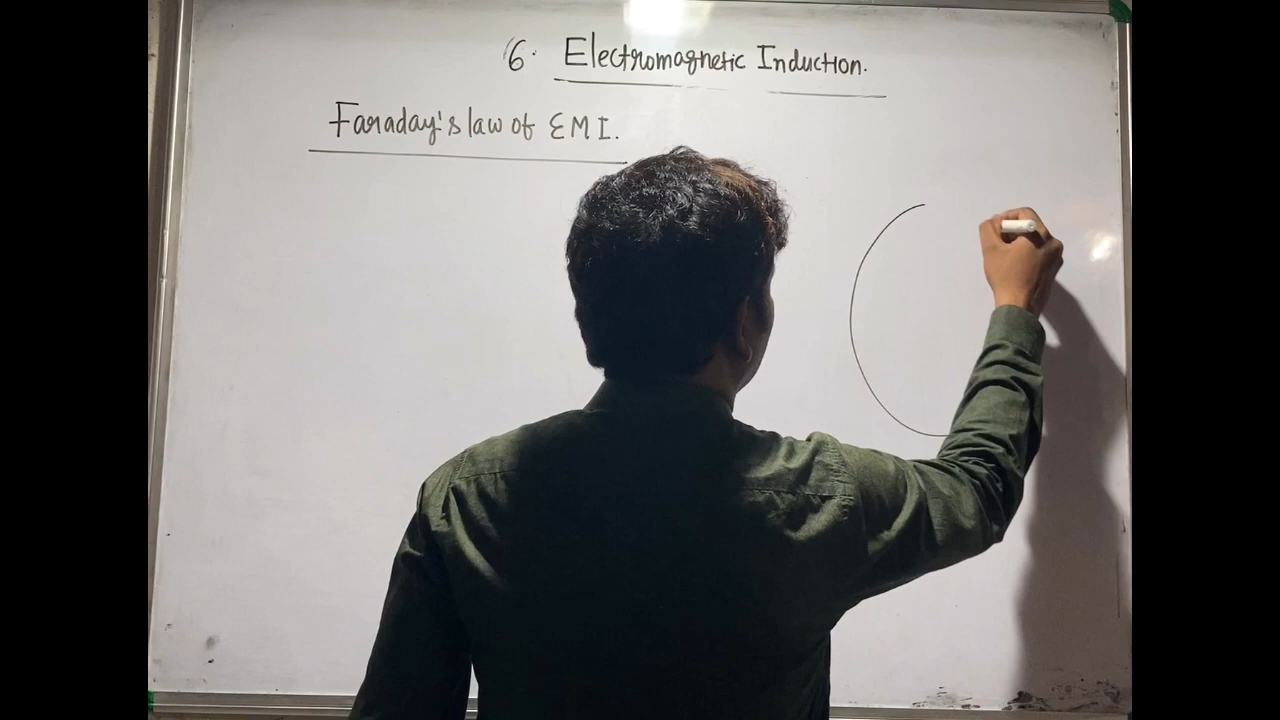 6. Electromagnetic Induction.
Faraday's law of EMI.